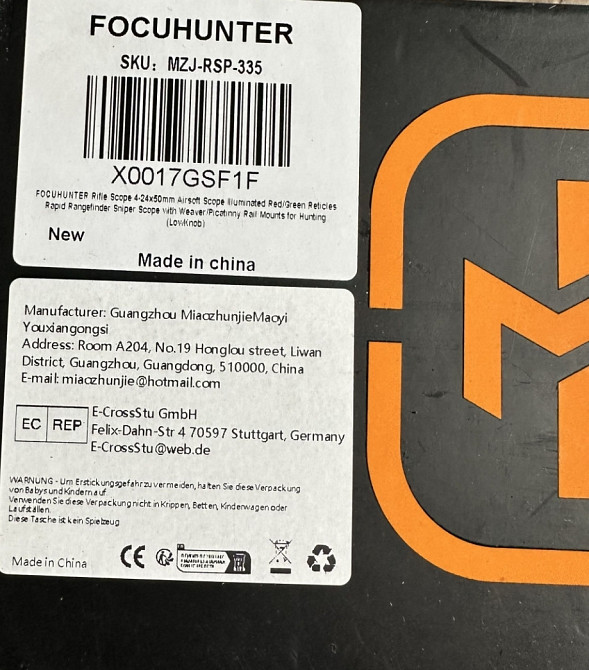 FOCUHUNTER
SKU: MZJ-RSP-335
X0017GSF1F
FOCUHUNTER Rifle Scope 4-24x50mm Airsoft Scope Illuminated Red/Green Reticles
Rapid Rangefinder Sniper Scope with Weaver/Picatinny Rail Mounts for Hunting
(LowKnob)
New
Made in china
Manufacturer: Guangzhou MiaozhunjieMaoyi
Youxiangongsi
Address: Room A204, No.19 Honglou street, Liwan
District, Guangzhou, Guangdong, 510000, China
E-mail: miaozhunjie@hotmail.com
EC REP
E-CrossStu GmbH
Felix-Dahn-Str 4 70597 Stuttgart, Germany
E-CrossStu@web.de
WARNUNG - Um Erstickungsgefahr zu vermeiden, halten Sie diese Verpackung
von Babys und Kindern auf.
Verwenden Sie diese Verpackung nicht in Krippen, Betten, Kinderwagen oder
Laufställen.
Diese Tasche ist kein Spielzeug
Made in China
CE